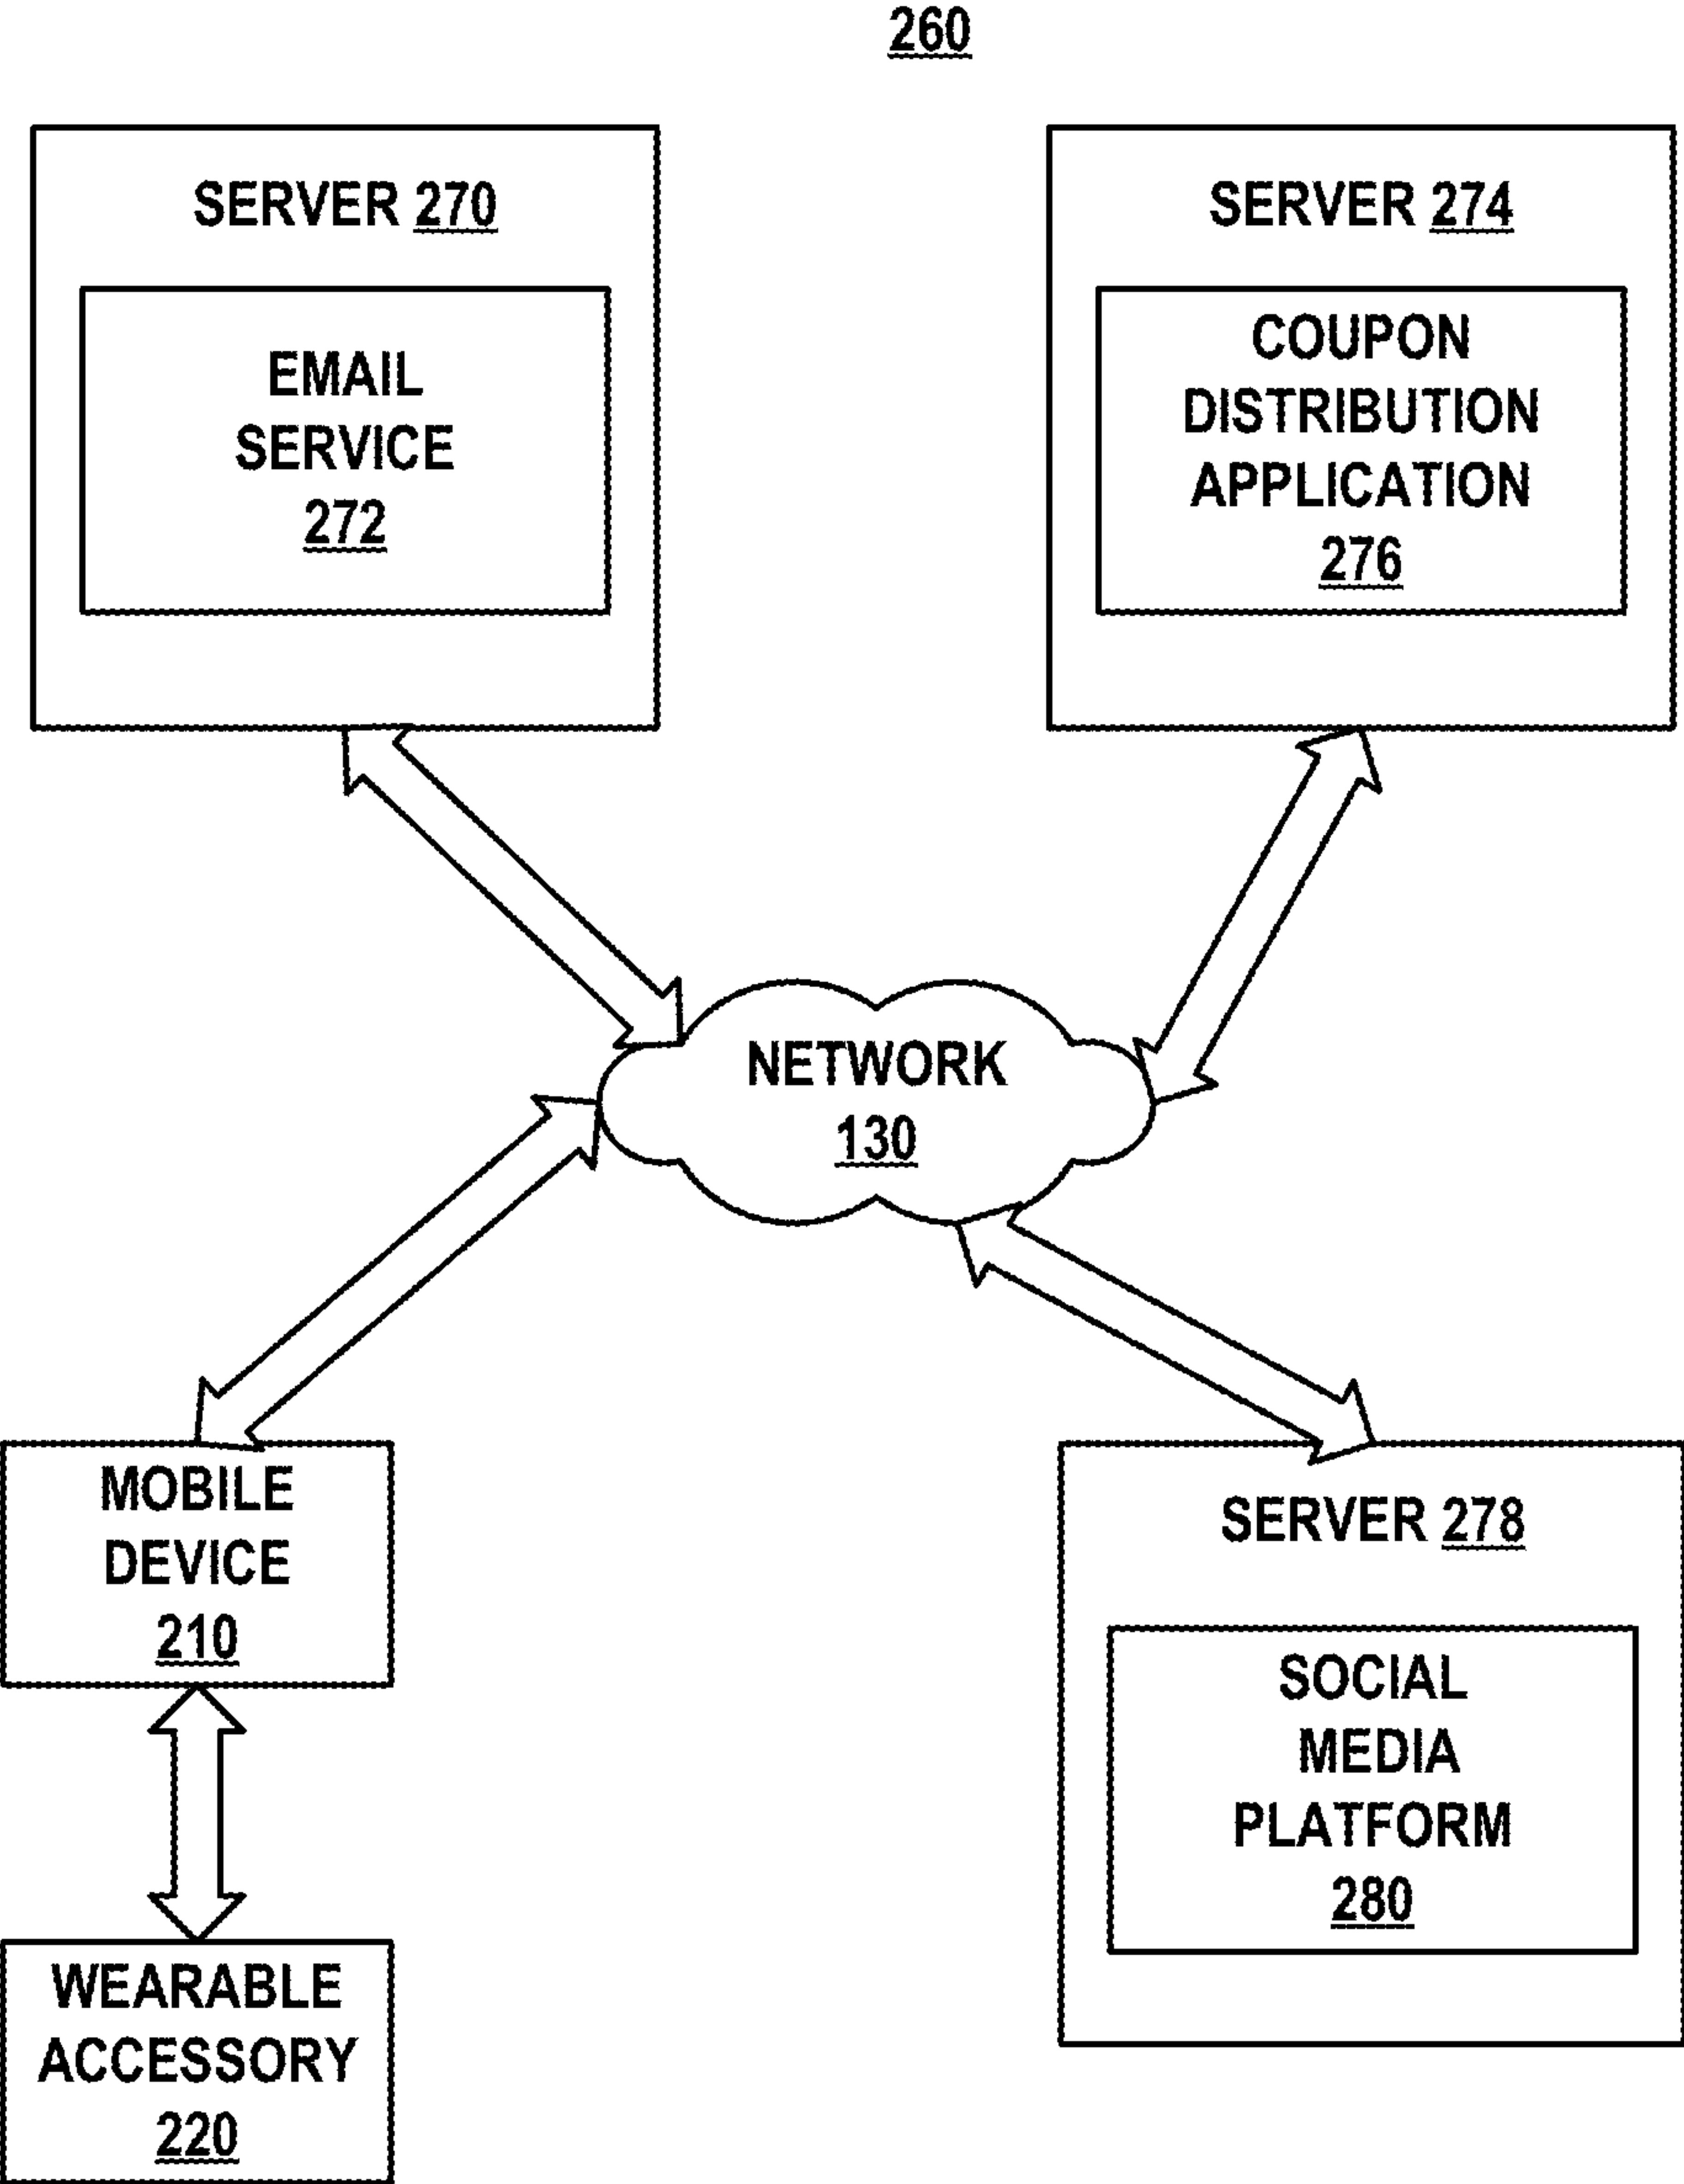 260
SERVER 270
EMAIL
SERVICE
272
SERVER 274
COUPON
DISTRIBUTION
APPLICATION
276
NETWORK
130
MOBILE
DEVICE
210
WEARABLE
ACCESSORY
220
SERVER 278
SOCIAL
MEDIA
PLATFORM
280